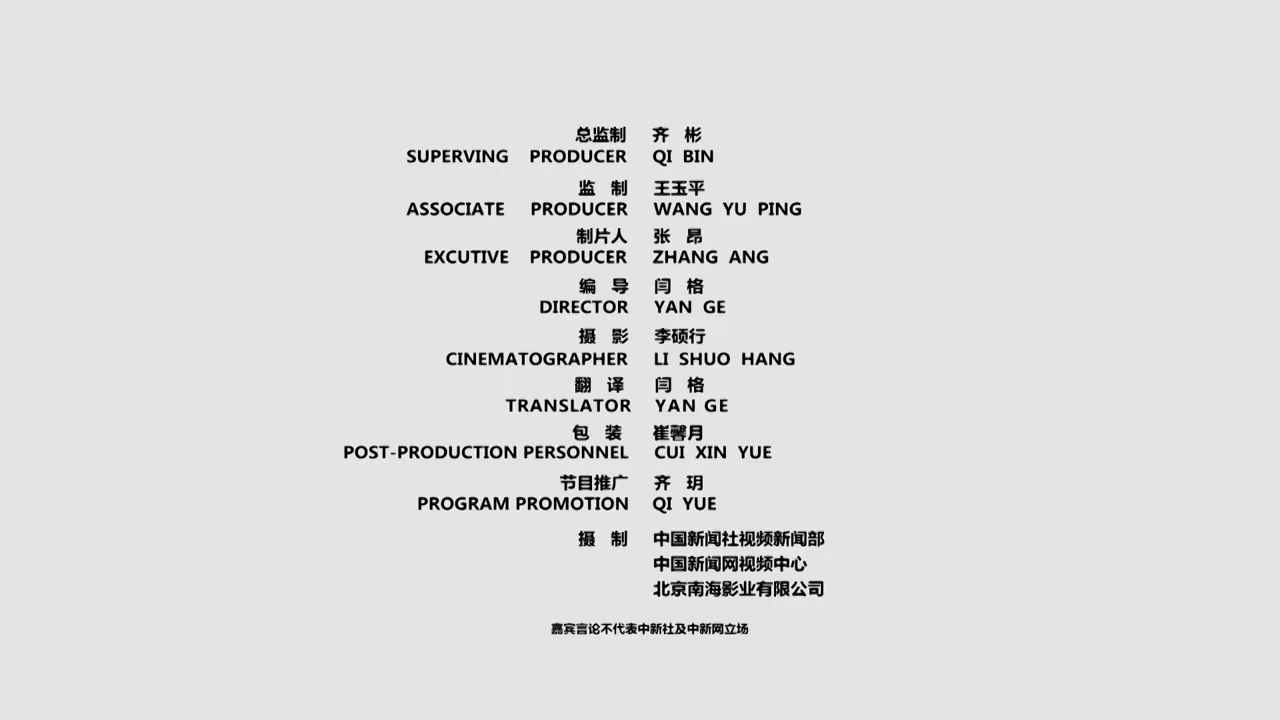 总监制 齐 彬
SUPERVING PRODUCER QI BIN
监 制 王玉平
ASSOCIATE PRODUCER WANG YU PING
制片人 张 昂
EXCUTIVE PRODUCER ZHANG ANG
编 导 闫 格
DIRECTOR YAN GE
摄 影 李硕行
CINEMATOGRAPHER LI SHUO HANG
翻 译 闫 格
TRANSLATOR YAN GE
包 装 崔馨月
POST-PRODUCTION PERSONNEL CUI XIN YUE
节目推广 齐 玥
PROGRAM PROMOTION QI YUE
摄 制 中国新闻社视频新闻部
中国新闻网视频中心
北京南海影业有限公司
嘉宾言论不代表中新社及中新网立场